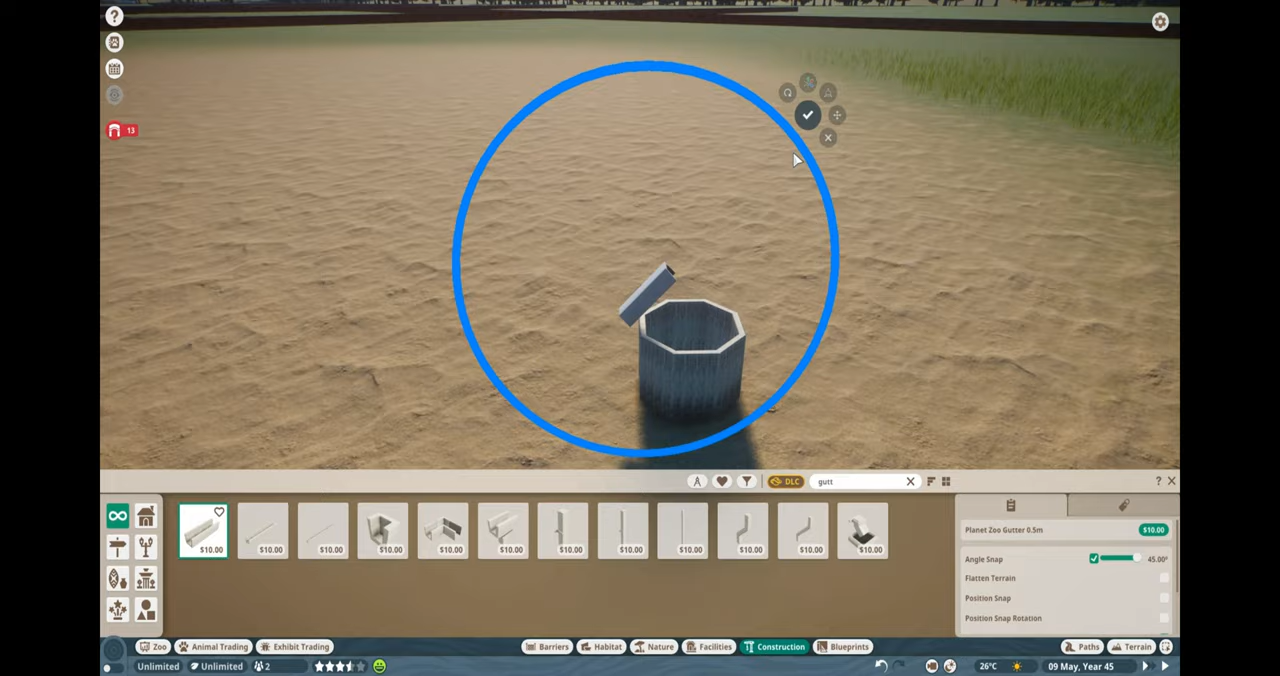 13
DLC
gutt
?
$10.00
$10.00
$10.00
$10.00
$10.00
$10.00
$10.00
$10.00
$10.00
$10.00
$10.00
$10.00
Planet Zoo Gutter 0.5m
$10.00
Angle Snap
45.00°
Flatten Terrain
Position Snap
Position Snap Rotation
Zoo
Animal Trading
Exhibit Trading
Barriers
Habitat
Nature
Facilities
Construction
Blueprints
Paths
Terrain
Unlimited
Unlimited
2
26°C
09 May, Year 45